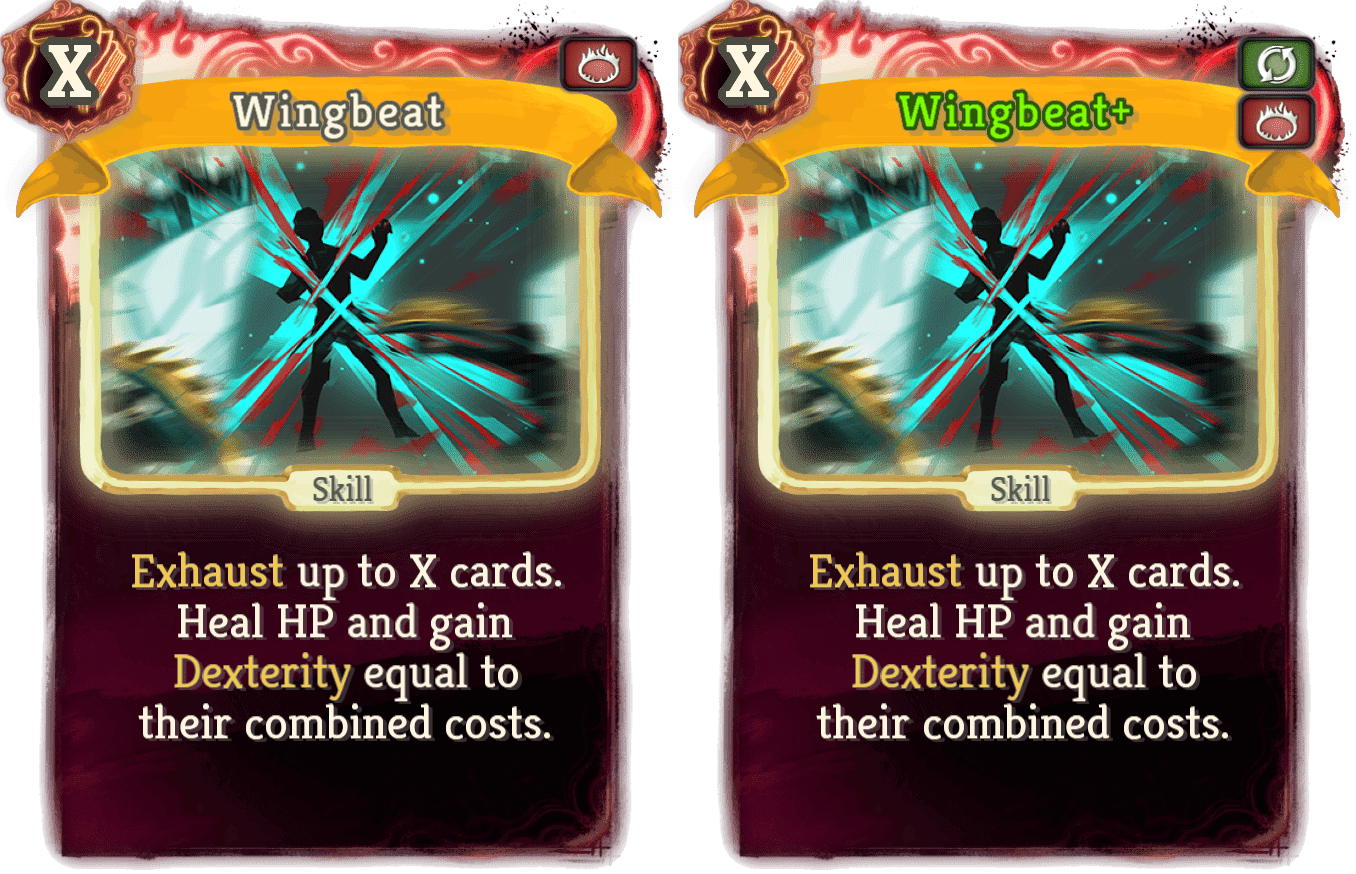 X
Wingbeat
Skill
Exhaust up to X cards.
Heal HP and gain
Dexterity equal to
their combined costs.
X
Wingbeat+
Skill
Exhaust up to X cards.
Heal HP and gain
Dexterity equal to
their combined costs.